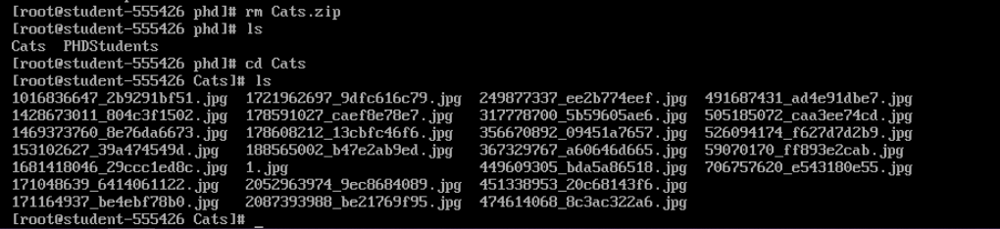 [root@student-555426 phd]# rm Cats.zip
[root@student-555426 phd]# ls
Cats  PHDStudents
[root@student-555426 phd]# cd Cats
[root@student-555426 Cats]# ls
1016836647_2b9291bf51.jpg  1721962697_9dfc616c79.jpg  249877337_ee2b774eef.jpg  491687431_ad4e91dbe7.jpg
1428673011_804c3f1502.jpg  178591027_caef8e78e7.jpg  317778700_5b59605ae6.jpg  505185072_caa3ee74cd.jpg
1469373760_8e76da6673.jpg  178608212_13cbfc46f6.jpg  356670892_09451a7657.jpg  526094174_f627d7d2b9.jpg
153102627_39a474549d.jpg  188565002_b47e2ab9ed.jpg  367329767_a60646d665.jpg  59070170_ff893e2cab.jpg
1681418046_29ccc1ed8c.jpg  1.jpg  449609305_bda5a86518.jpg  706757620_e543180e55.jpg
171048639_6414061122.jpg  2052963974_9ec8684089.jpg  451338953_20c68143f6.jpg
171164937_be4ebf78b0.jpg  2087393988_be21769f95.jpg  474614068_8c3ac322a6.jpg
[root@student-555426 Cats]# _